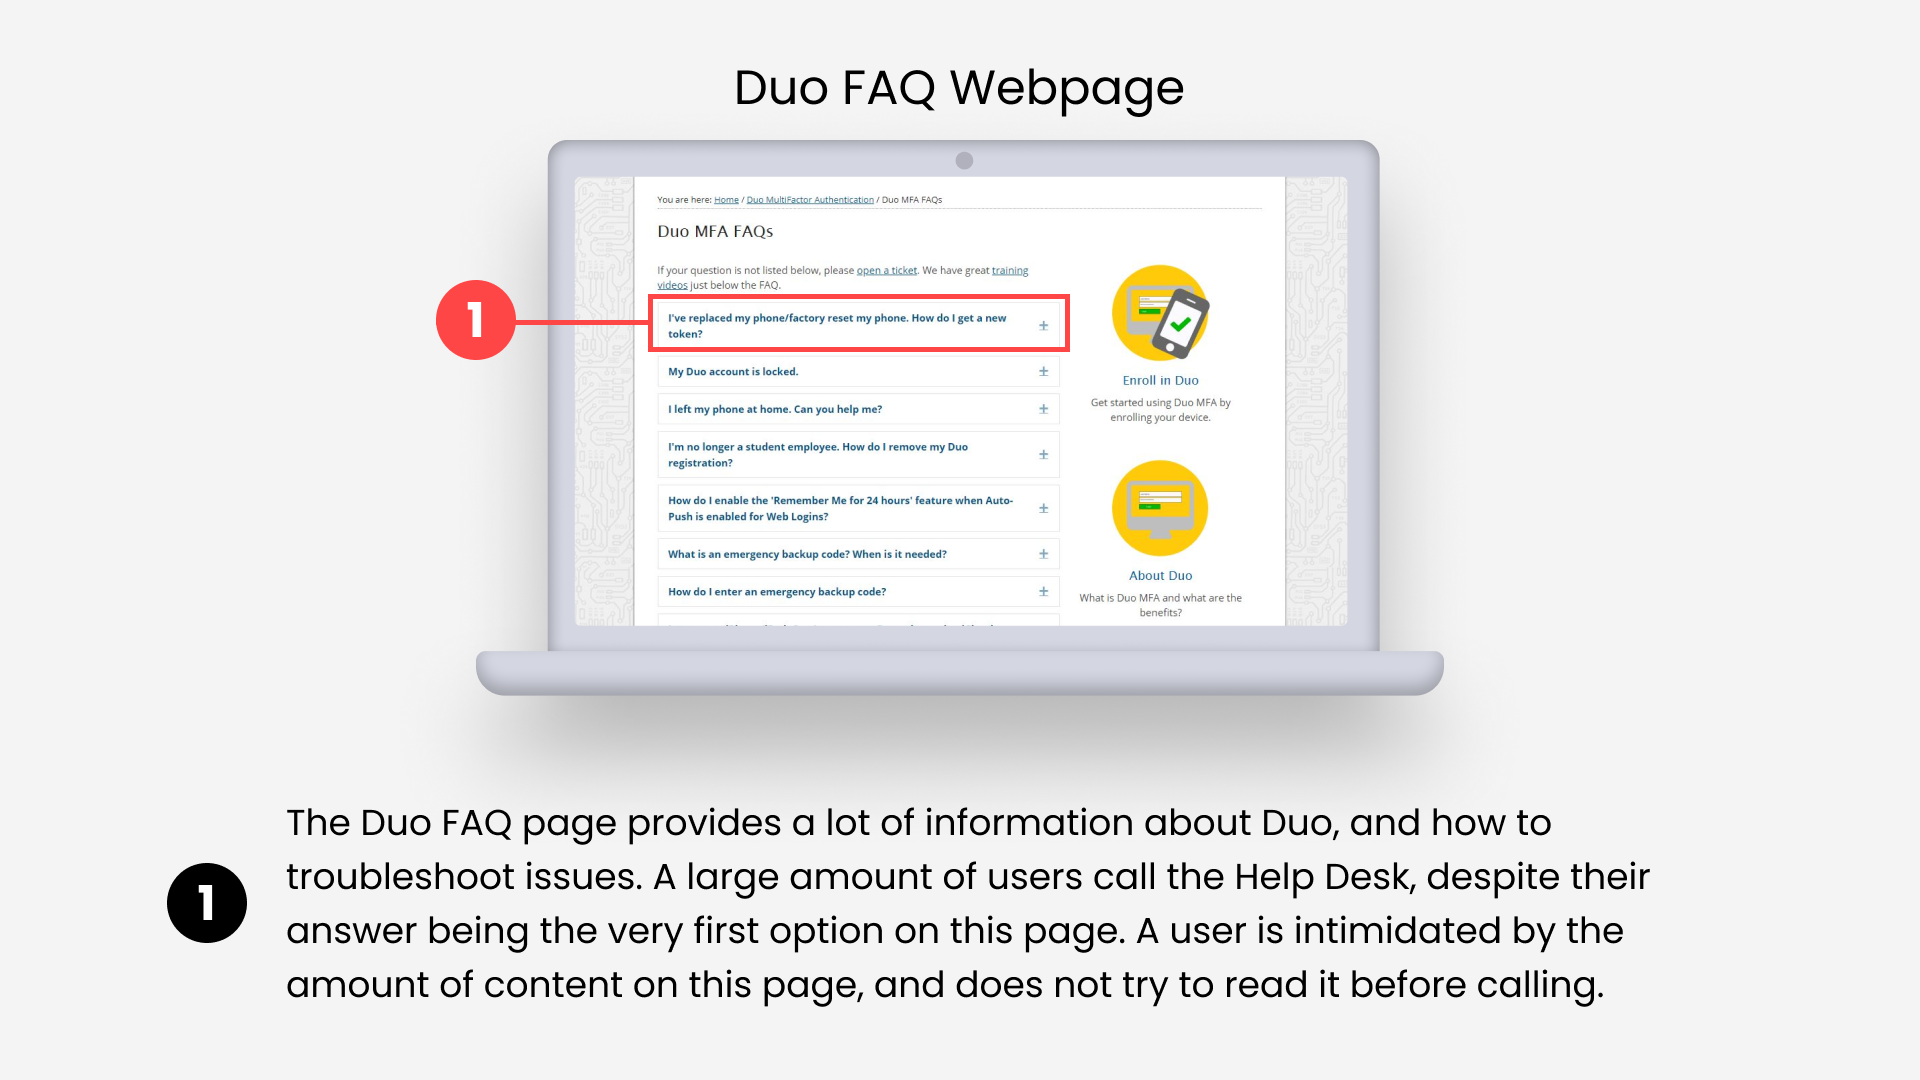 Duo FAQ Webpage
You are here: Home / Duo MultiFactor Authentication / Duo MFA FAQs
Duo MFA FAQs
If your question is not listed below, please open a ticket. We have great training
videos just below the FAQ.
1
I've replaced my phone/factory reset my phone. How do I get a new
token?
My Duo account is locked.
I left my phone at home. Can you help me?
I'm no longer a student employee. How do I remove my Duo
registration?
How do I enable the 'Remember Me for 24 hours' feature when Auto-
Push is enabled for Web Logins?
What is an emergency backup code? When is it needed?
How do I enter an emergency backup code?
Enroll in Duo
Get started using Duo MFA by
enrolling your device.
About Duo
What is Duo MFA and what are the
benefits?
1
The Duo FAQ page provides a lot of information about Duo, and how to
troubleshoot issues. A large amount of users call the Help Desk, despite their
answer being the very first option on this page. A user is intimidated by the
amount of content on this page, and does not try to read it before calling.